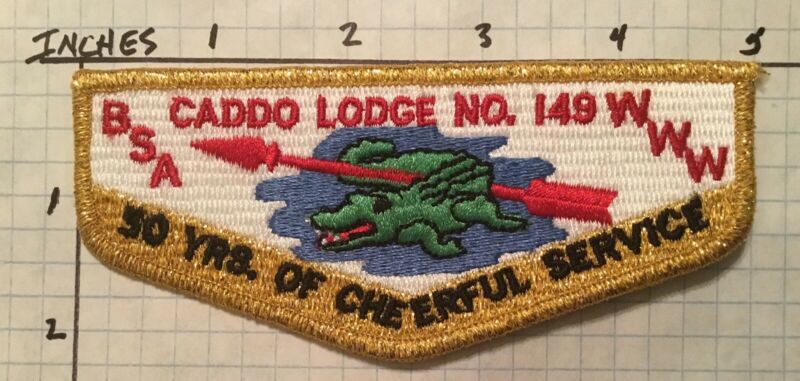 INCHES 1 2 3 4 5
CADDO LODGE NO. 149
BSA
WWW
1
50 YRS. OF CHEERFUL SERVICE
2